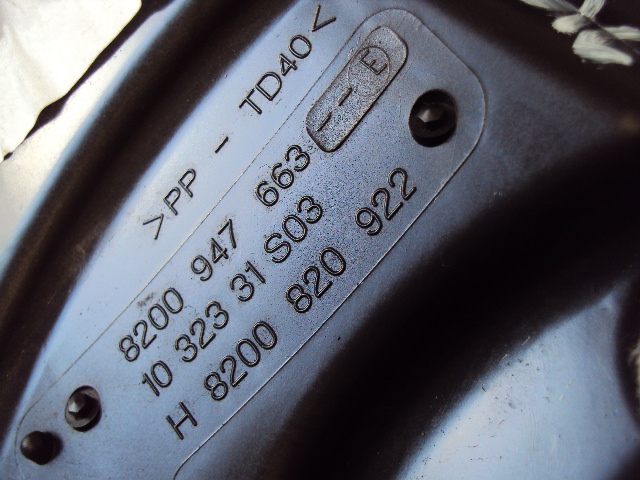 >PP - TD40<
8200 947 663 -- E
10 323 31 S03
H 8200 820 922